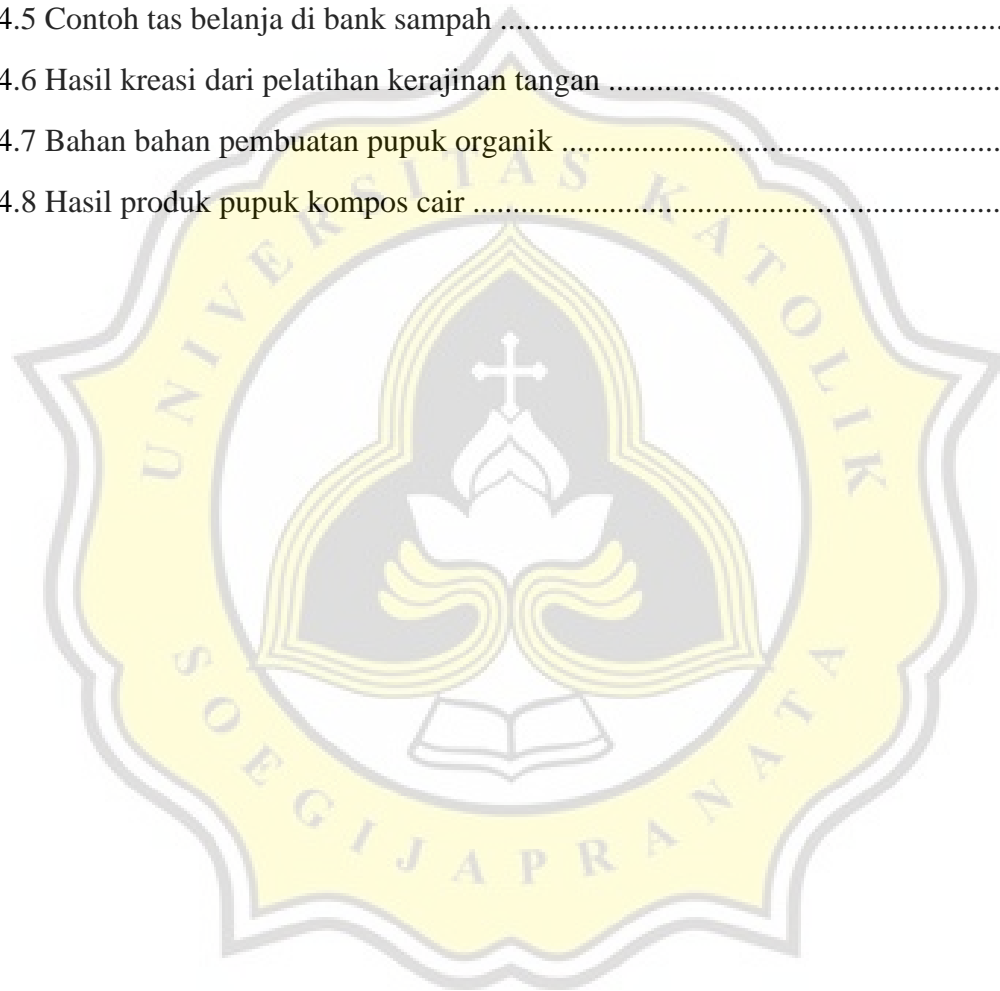 4.5 Contoh tas belanja di bank sampah ........................................................
4.6 Hasil kreasi dari pelatihan kerajinan tangan ...........................................
4.7 Bahan bahan pembuatan pupuk organik .................................................
4.8 Hasil produk pupuk kompos cair ............................................................
UNIVERSITAS KATOLIK
SOEGIJAPRANATA